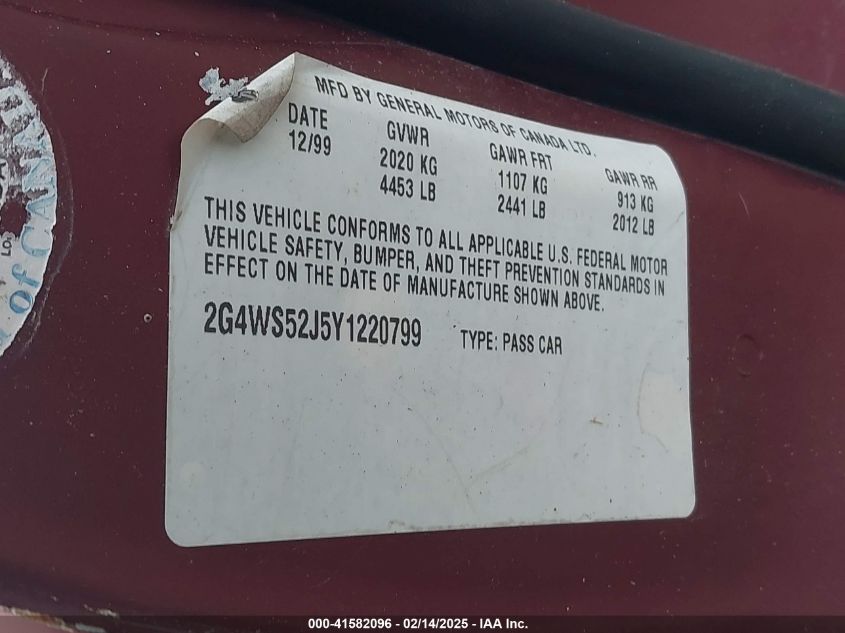 MFD BY GENERAL MOTORS OF CANADA LTD.
DATE GVWR GAWR FRT GAWR RR
12/99 2020 KG 1107 KG 913 KG
4453 LB 2441 LB 2012 LB
THIS VEHICLE CONFORMS TO ALL APPLICABLE U.S. FEDERAL MOTOR
VEHICLE SAFETY, BUMPER, AND THEFT PREVENTION STANDARDS IN
EFFECT ON THE DATE OF MANUFACTURE SHOWN ABOVE.
2G4WS52J5Y1220799 TYPE: PASS CAR
of CANA
LTD.
000-41582096 - 02/14/2025 - IAA Inc.